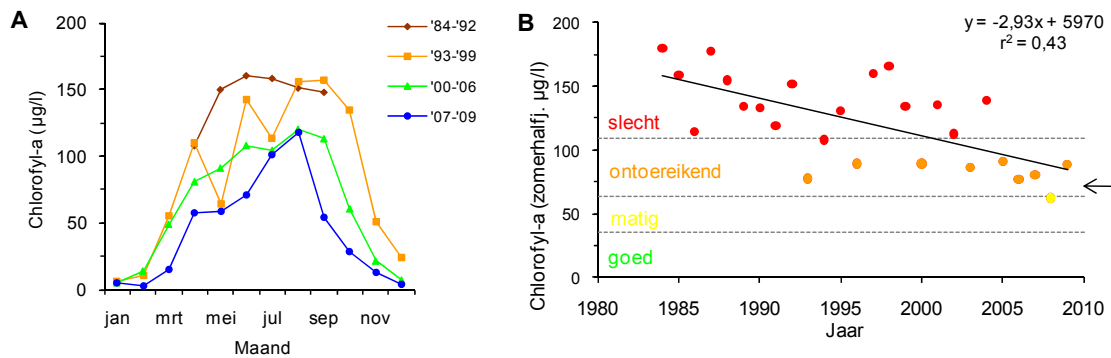 A
Chlorofyl-a (µg/l)
200
150
100
50
0
jan mrt mei jul sep nov
Maand
'84-'92
'93-'99
'00-'06
'07-'09
B
y = -2,93x + 5970
r² = 0,43
Chlorofyl-a (zomerhalfj. µg/l)
200
150
100
50
0
slecht
ontoereikend
matig
goed
1980 1985 1990 1995 2000 2005 2010
Jaar